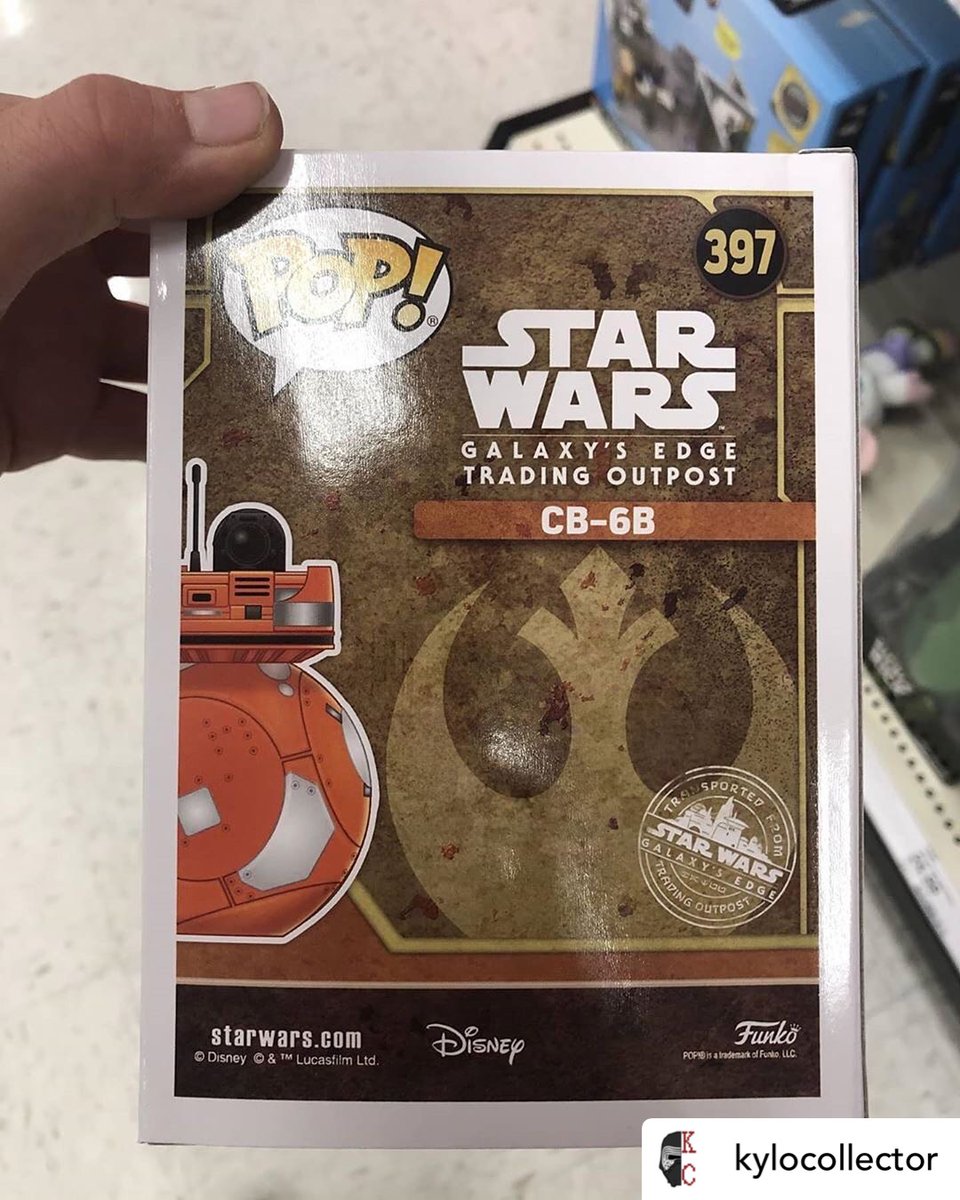 POP!®
397
STAR
WARS™
GALAXY'S EDGE
TRADING OUTPOST
CB-6B
TRANSPORTED FROM
STAR WARS
GALAXY'S EDGE
TRADING OUTPOST
starwars.com
© Disney © & ™ Lucasfilm Ltd.
Disney
Funko
POP!® is a trademark of Funko, LLC.
K
C
kylocollector